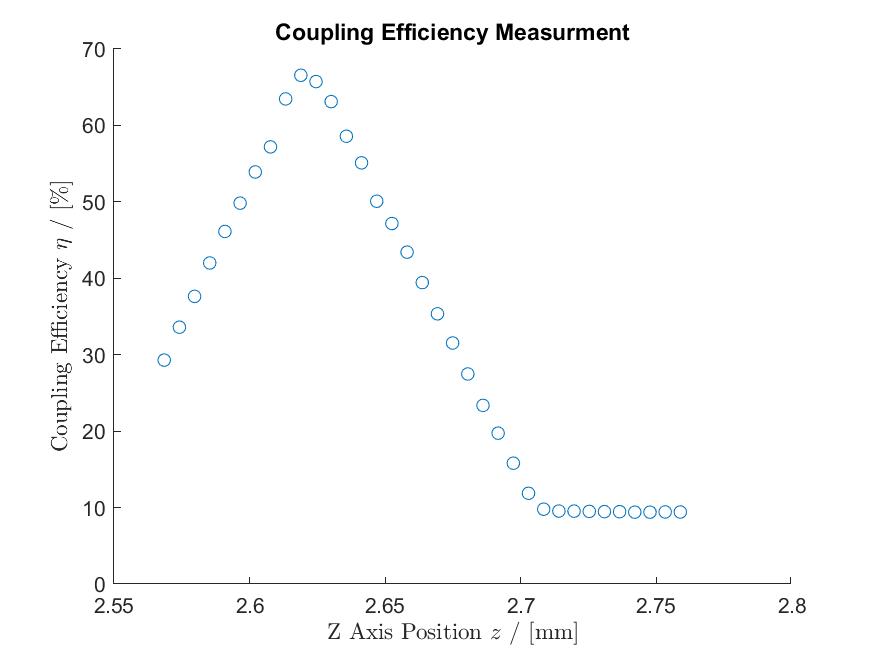 Coupling Efficiency Measurment
70
60
50
40
30
20
10
0
Coupling Efficiency η / [%]
2.55 2.6 2.65 2.7 2.75 2.8
Z Axis Position z / [mm]